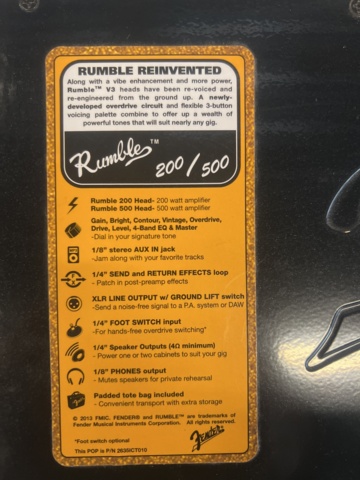 RUMBLE REINVENTED
Along with a vibe enhancement and more power,
Rumble™ V3 heads have been re-voiced and
re-engineered from the ground up. A newly-
developed overdrive circuit and flexible 3-button
voicing palette combine to offer up a wealth of
powerful tones that will suit nearly any gig.
Rumble™
200/500
Rumble 200 Head- 200 watt amplifier
Rumble 500 Head- 500 watt amplifier
Gain, Bright, Contour, Vintage, Overdrive,
Drive, Level, 4-Band EQ & Master
-Dial in your signature tone
1/8" stereo AUX IN jack
-Jam along with your favorite tracks
1/4" SEND and RETURN EFFECTS loop
- Patch in post-preamp effects
XLR LINE OUTPUT w/ GROUND LIFT switch
-Send a noise-free signal to a P.A. system or DAW
1/4" FOOT SWITCH input
-For hands-free overdrive switching*
1/4" Speaker Outputs (4Ω minimum)
- Power one or two cabinets to suit your gig
1/8" PHONES output
- Mutes speakers for private rehearsal
Padded tote bag included
- Convenient transport with extra storage
© 2013 FMIC. FENDER® and RUMBLE™ are trademarks of
Fender Musical Instruments Corporation. All rights reserved.
Fender
*Foot switch optional
This POP is P/N 2835ICT010